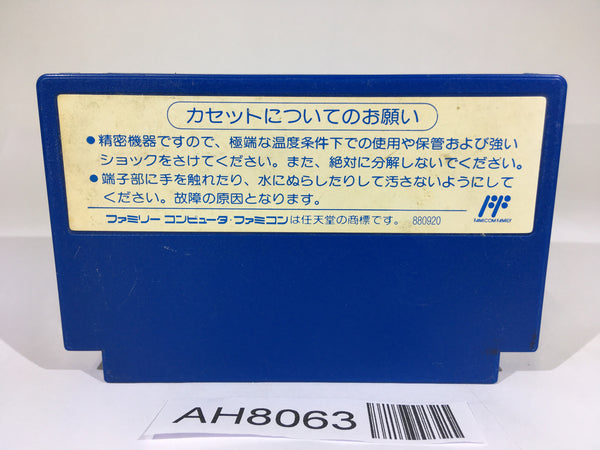 カセットについてのお願い
●精密機器ですので、極端な温度条件下での使用や保管および強い
ショックをさけてください。また、絶対に分解しないでください。
●端子部に手を触れたり、水にぬらしたりして汚さないようにして
ください。故障の原因となります。
ファミリーコンピュータ・ファミコンは任天堂の商標です。 880920
FAMICOM FAMILY
AH8063